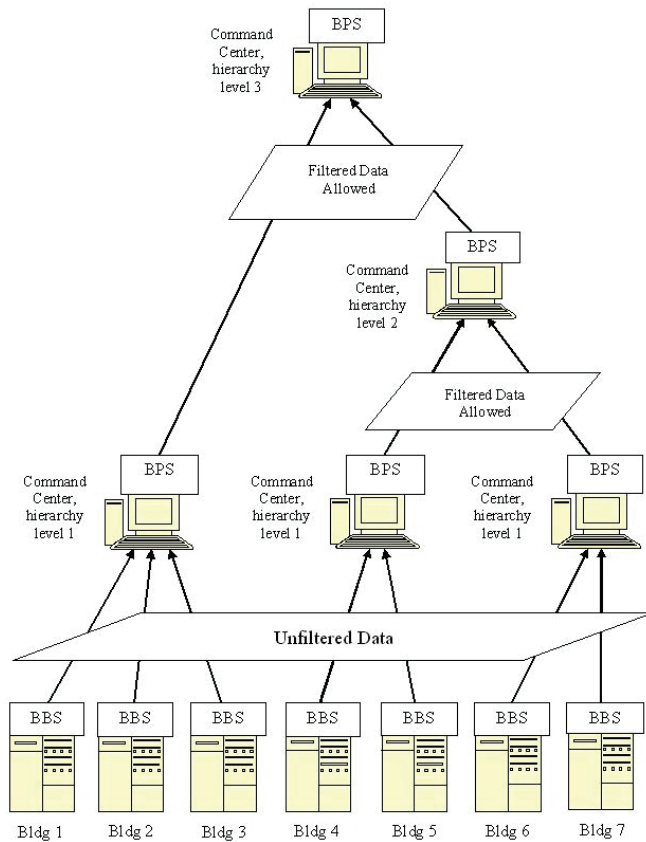 BPS
Command
Center,
hierarchy
level 3
Filtered Data
Allowed
BPS
Command
Center,
hierarchy
level 2
Filtered Data
Allowed
BPS
Command
Center,
hierarchy
level 1
BPS
Command
Center,
hierarchy
level 1
BPS
Command
Center,
hierarchy
level 1
Unfiltered Data
BBS
BBS
BBS
BBS
BBS
BBS
BBS
Bldg 1
Bldg 2
Bldg 3
Bldg 4
Bldg 5
Bldg 6
Bldg 7